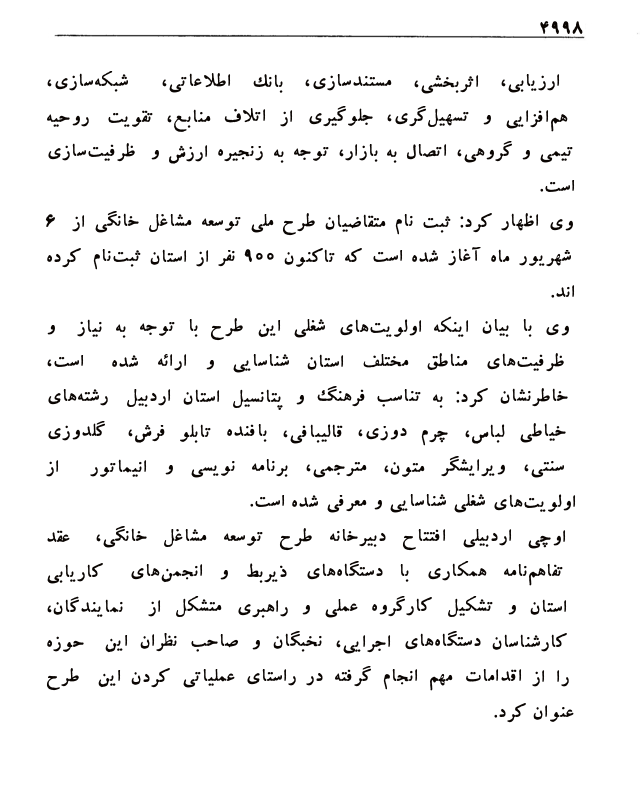 ۴۹۹۸
ارزیابی، اثربخشی، مستندسازی، بانك اطلاعاتی، شبکه‌سازی،
هم‌افزایی و تسهیل‌گری، جلوگیری از اتلاف منابع، تقویت روحیه
تیمی و گروهی، اتصال به بازار، توجه به زنجیره ارزش و ظرفیت‌سازی
است.
وی اظهار کرد: ثبت نام متقاضیان طرح ملی توسعه مشاغل خانگی از ۶
شهریور ماه آغاز شده است که تاکنون ۹۰۰ نفر از استان ثبت‌نام کرده
اند.
وی با بیان اینکه اولویت‌های شغلی این طرح با توجه به نیاز و
ظرفیت‌های مناطق مختلف استان شناسایی و ارائه شده است،
خاطرنشان کرد: به تناسب فرهنگ و پتانسیل استان اردبیل رشته‌های
خیاطی لباس، چرم دوزی، قالیبافی، بافنده تابلو فرش، گلدوزی
سنتی، ویرایشگر متون، مترجمی، برنامه نویسی و انیماتور از
اولویت‌های شغلی شناسایی و معرفی شده است.
اوچی اردبیلی افتتاح دبیرخانه طرح توسعه مشاغل خانگی، عقد
تفاهم‌نامه همکاری با دستگاه‌های ذیربط و انجمن‌های کاریابی
استان و تشکیل کارگروه عملی و راهبری متشکل از نمایندگان،
کارشناسان دستگاه‌های اجرایی، نخبگان و صاحب نظران این حوزه
را از اقدامات مهم انجام گرفته در راستای عملیاتی کردن این طرح
عنوان کرد.